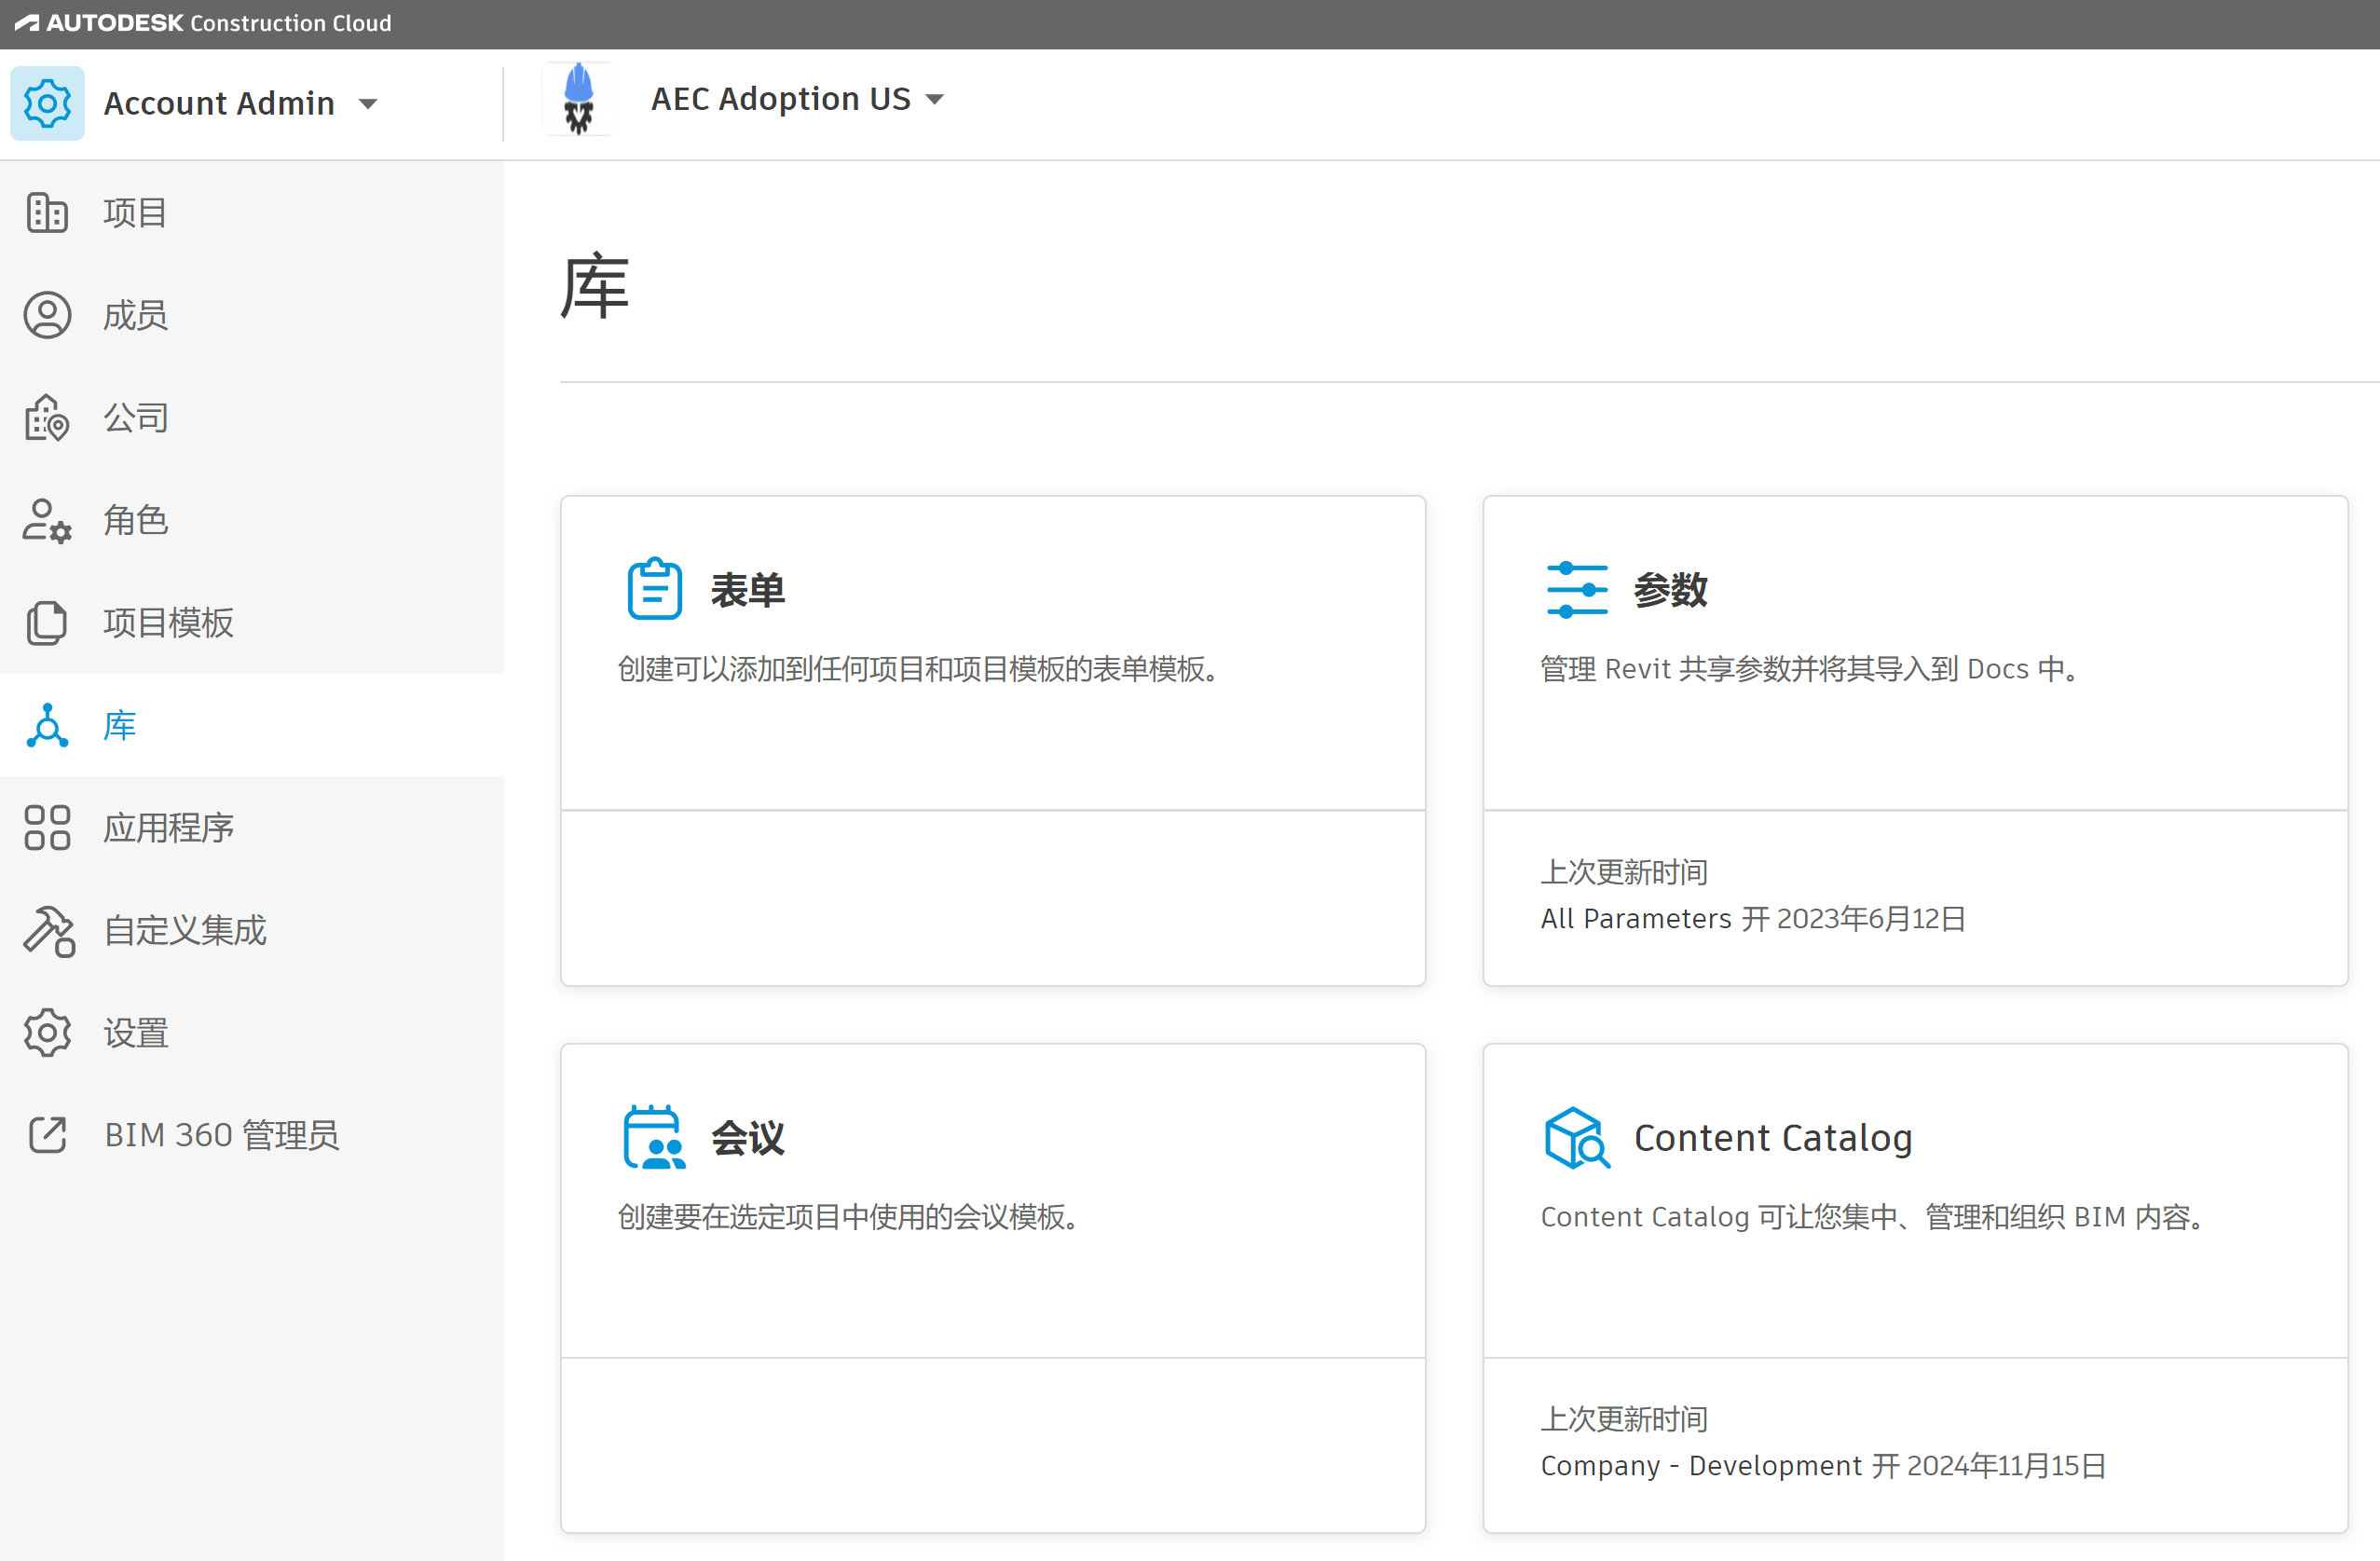 AUTODESK Construction Cloud
Account Admin
AEC Adoption US
项目
成员
公司
角色
项目模板
库
应用程序
自定义集成
设置
BIM 360 管理员
库
表单
创建可以添加到任何项目和项目模板的表单模板。
参数
管理 Revit 共享参数并将其导入到 Docs 中。
上次更新时间
All Parameters 开 2023年6月12日
会议
创建要在选定项目中使用的会议模板。
Content Catalog
Content Catalog 可让您集中、管理和组织 BIM 内容。
上次更新时间
Company - Development 开 2024年11月15日